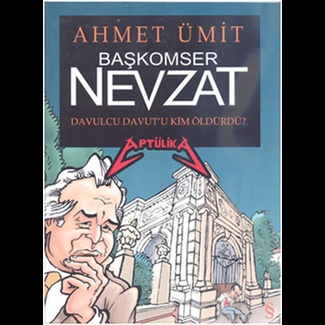 AHMET ÜMİT
BAŞKOMSER
NEVZAT
DAVULCU DAVUT'U KİM ÖLDÜRDÜ?
APTÜLİKA